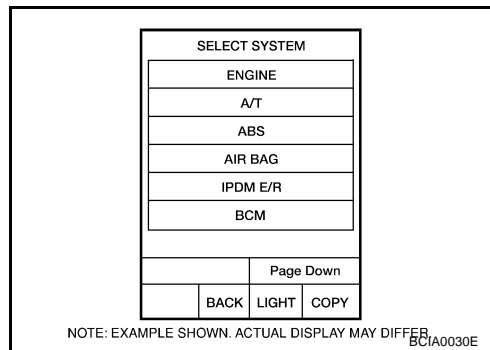 SELECT SYSTEM
ENGINE
A/T
ABS
AIR BAG
IPDM E/R
BCM
Page Down
BACK LIGHT COPY
NOTE: EXAMPLE SHOWN. ACTUAL DISPLAY MAY DIFFER.
BCIA0030E